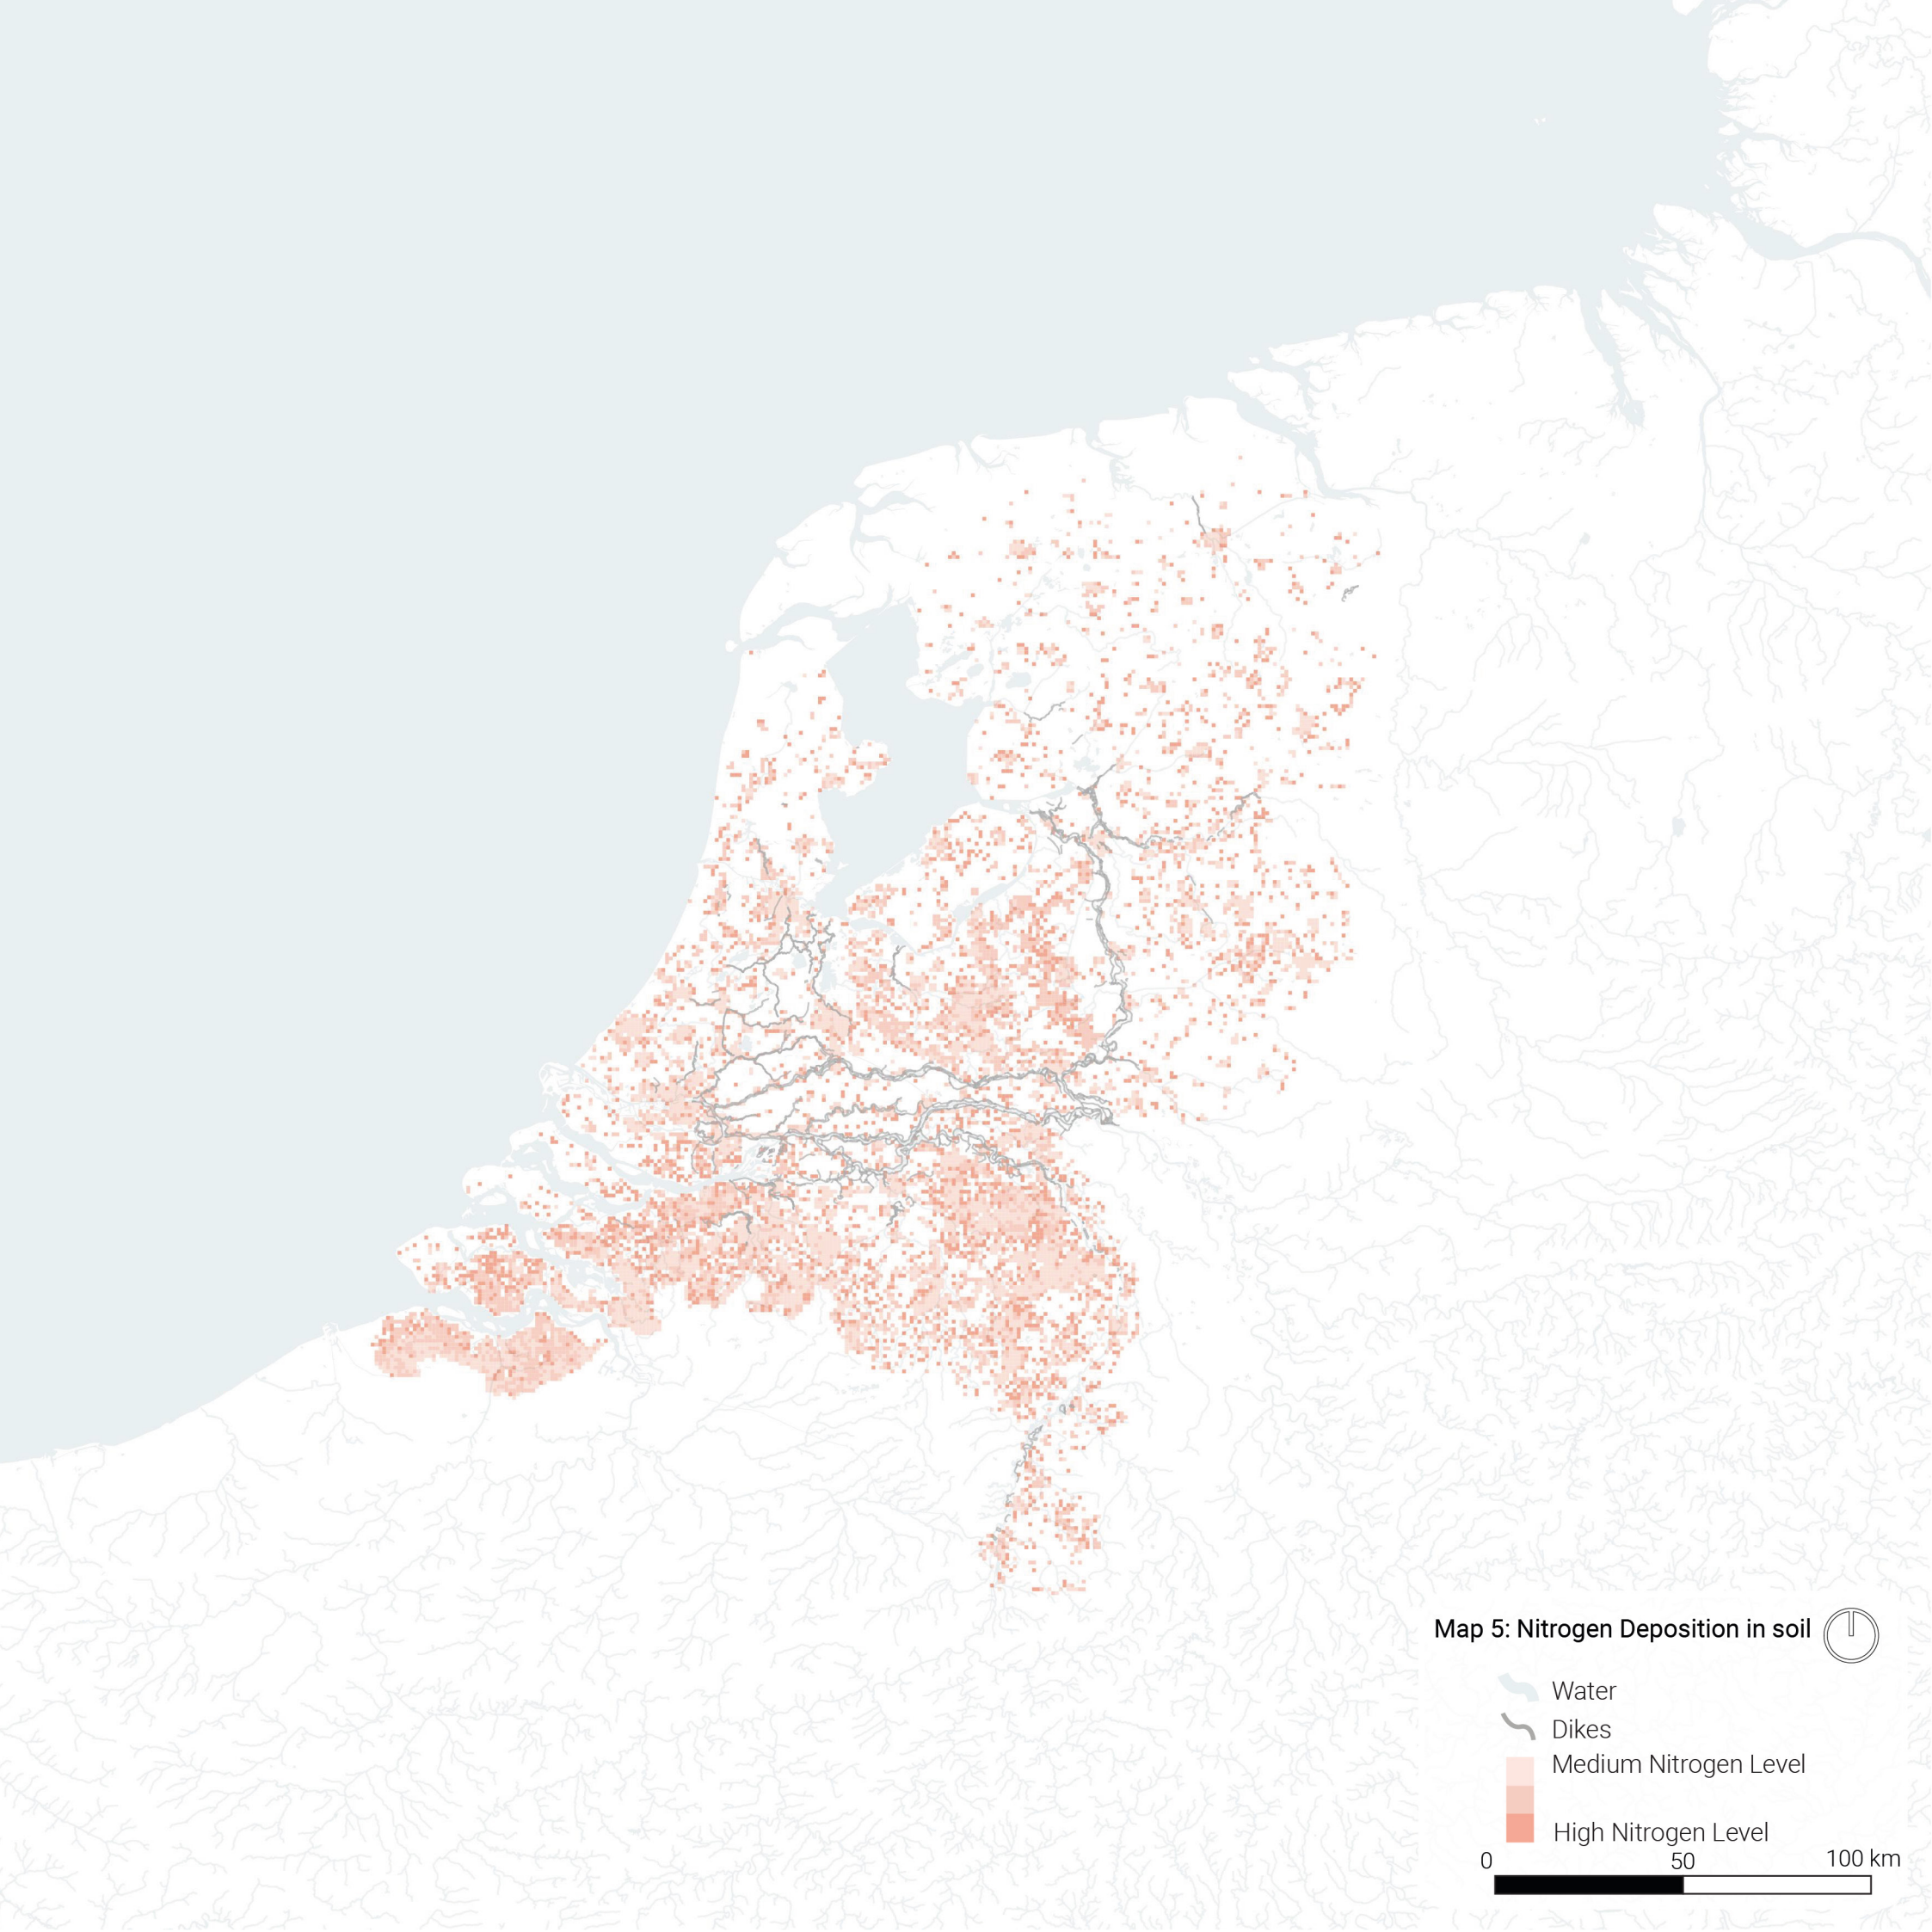 Map 5: Nitrogen Deposition in soil
Water
Dikes
Medium Nitrogen Level
High Nitrogen Level
0 50 100 km